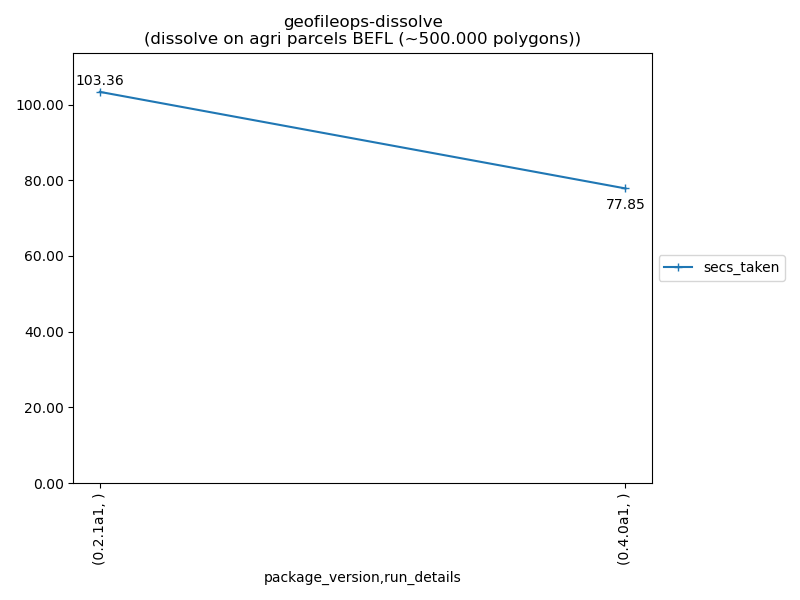 geofileops-dissolve
(dissolve on agri parcels BEFL (~500.000 polygons))
103.36
100.00
80.00
77.85
60.00
secs_taken
40.00
20.00
0.00
(0.2.1a1, )
(0.4.0a1, )
package_version,run_details